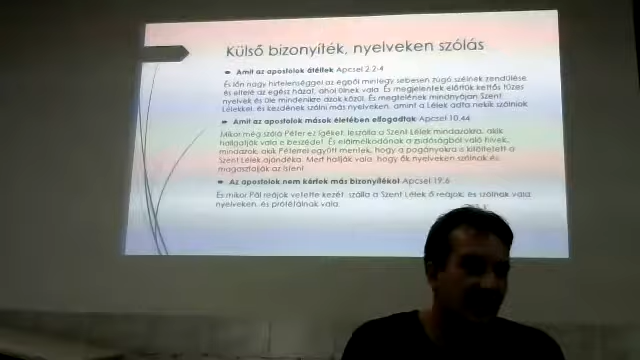 Külső bizonyíték, nyelveken szólás
Amit az apostolok átéltek Apcsel 2.2-4
És lőn nagy hirtelenséggel az égből mintegy sebesen zúgó szélnek zendülése
és eltelé az egész házat, ahol ülnek vala. És megjelentek előttük kettős tüzes
nyelvek és üle mindenikre azok közül. És megtelének mindnyájan Szent
Lélekkel, és kezdének szólni más nyelveken, amint a Lélek adta nekik szólniok
Amit az apostolok mások életében elfogadtak Apcsel 10.44
Mikor még szólá Péter ez ígéket, leszálla a Szent Lélek mindazokra, akik
hallgatják vala e beszédet. És elálmélkodának a zsidóságból való hívek,
mindazok, akik Péterrel együtt mentek, hogy a pogányokra is kitöltetett a
Szent Lélek ajándéka. Mert hallják vala, hogy ők nyelveken szólnak és
magasztalják az Istent
Az apostolok nem kértek más bizonyítékot Apcsel 19.6
És mikor Pál reájok vetette kezét, szálla a Szent Lélek ő reájok, és szólnak vala
nyelveken, és prófétálnak vala.